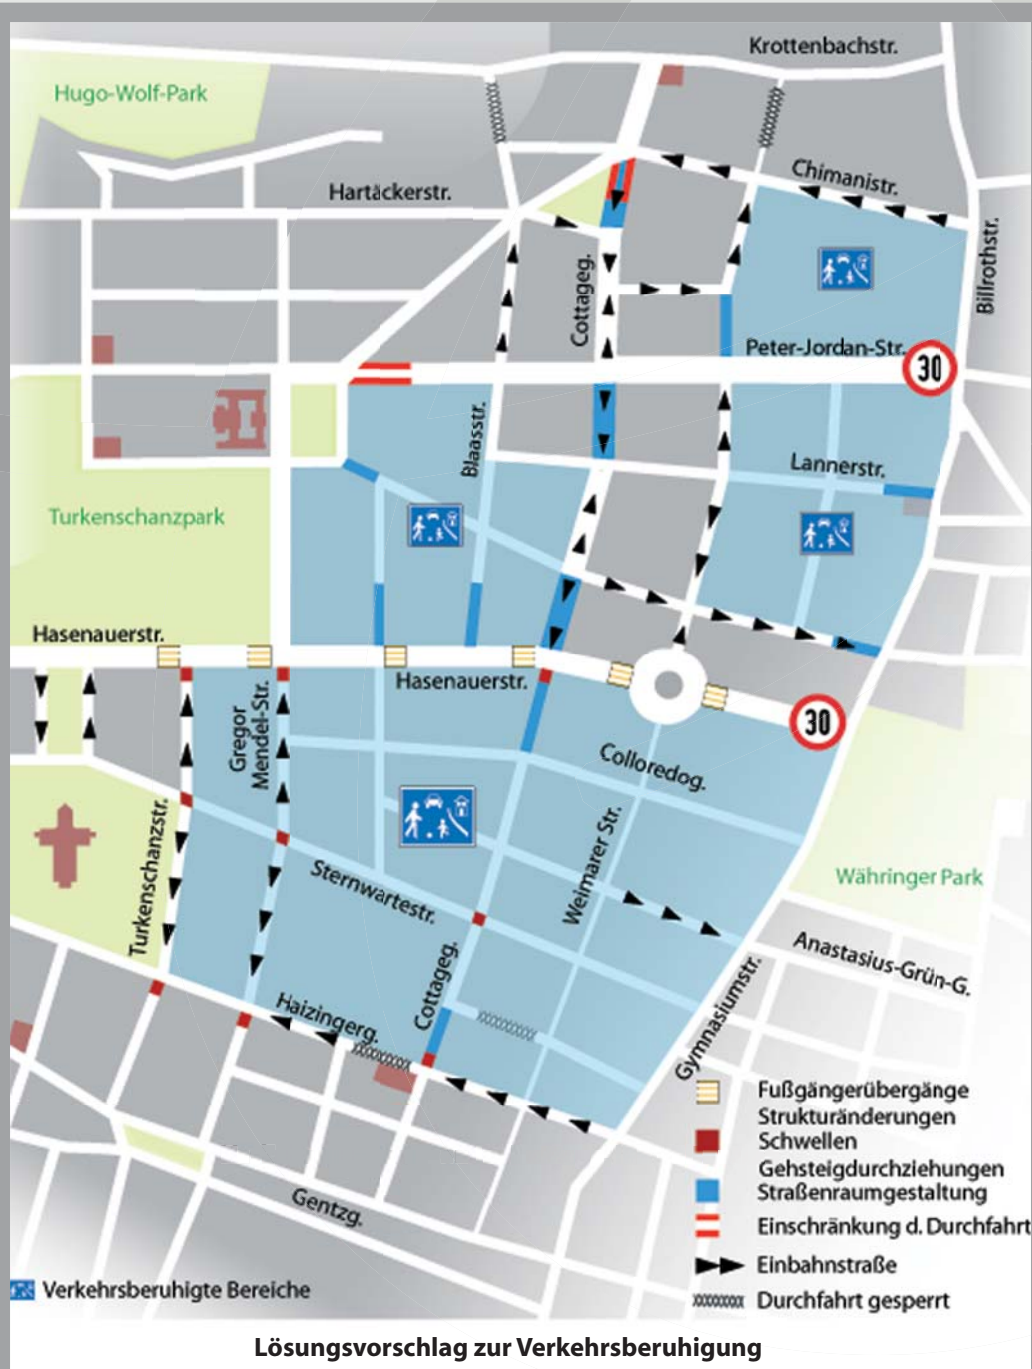 Krottenbachstr.
Hugo-Wolf-Park
Chimanistr.
Hartäckerstr.
Billrothstr.
Cottageg.
Peter-Jordan-Str.
30
Blaasstr.
Lannerstr.
Turkenschanzpark
Hasenauerstr.
Hasenauerstr.
Gregor
Mendel-Str.
30
Colloredog.
Turkenschanzstr.
Weimarer Str.
Sternwartestr.
Währinger Park
Cottageg.
Anastasius-Grün-G.
Haizingerg.
Gymnasiumstr.
Gentzg.
Fußgängerübergänge
Strukturänderungen
Schwellen
Gehsteigdurchziehungen
Straßenraumgestaltung
Einschränkung d. Durchfahrt
Einbahnstraße
Durchfahrt gesperrt
Verkehrsberuhigte Bereiche
Lösungsvorschlag zur Verkehrsberuhigung